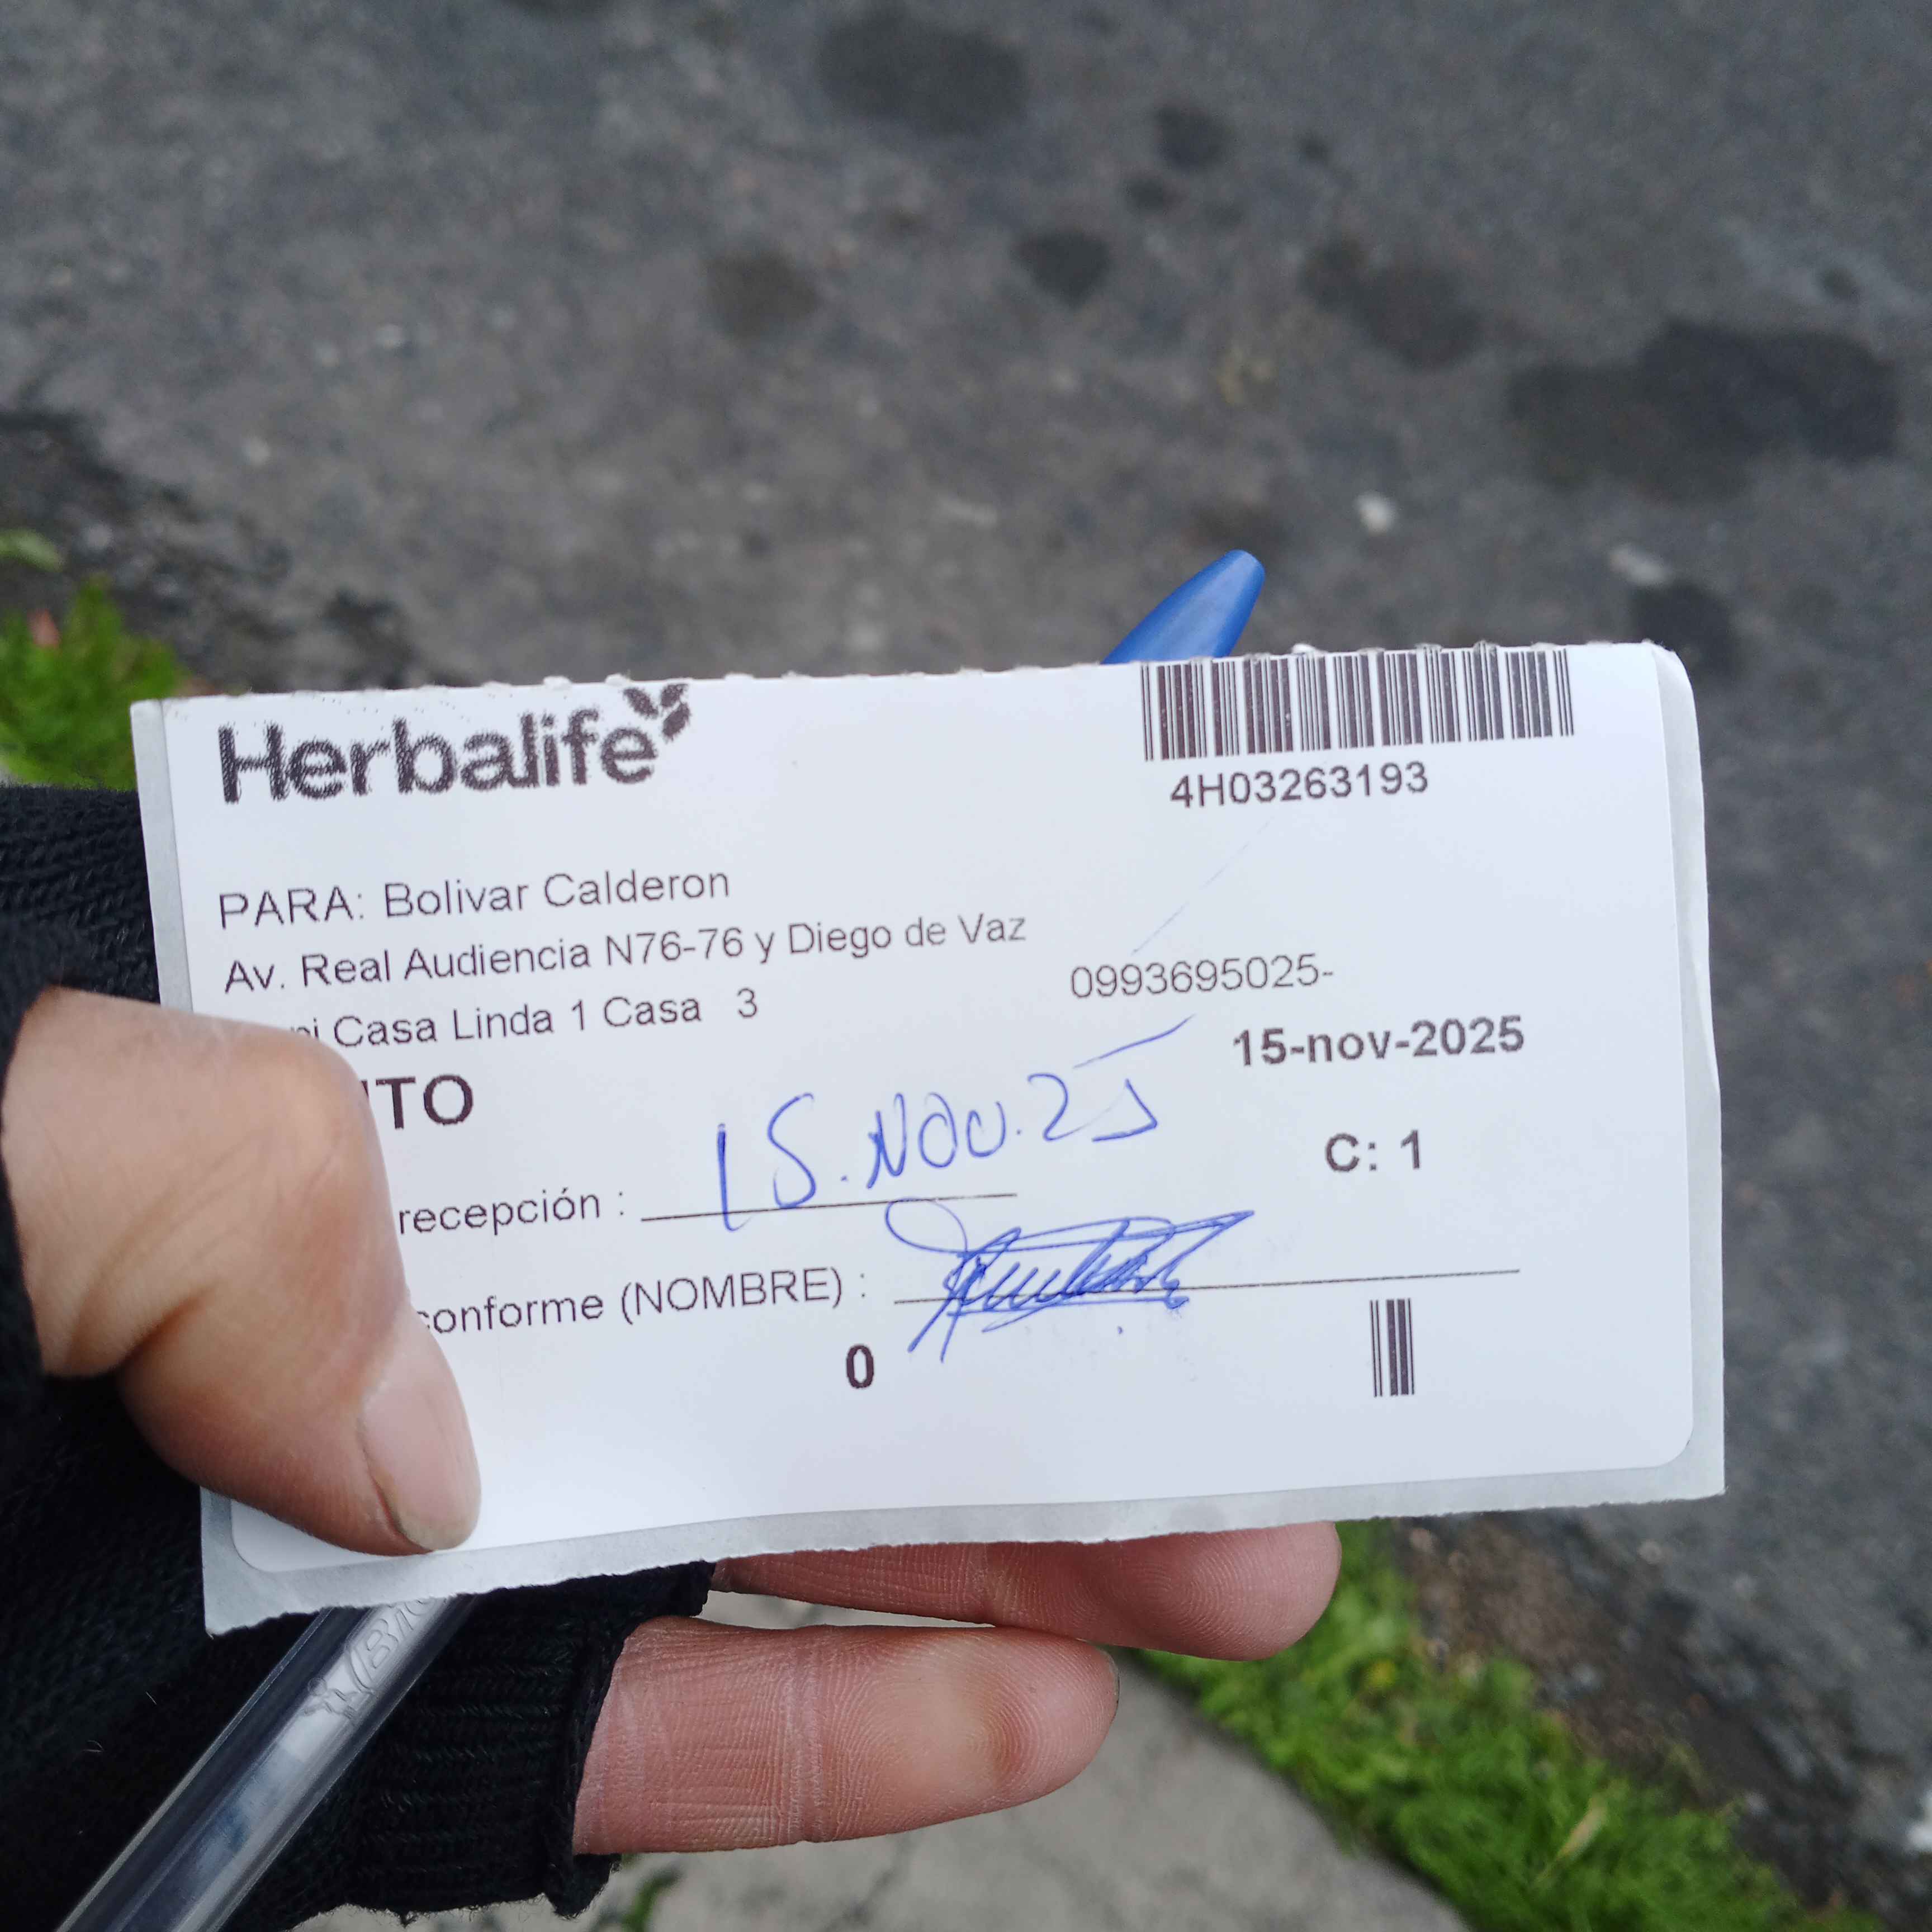 Herbalife
4H03263193
PARA: Bolivar Calderon
Av. Real Audiencia N76-76 y Diego de Vaz
0993695025-
Casa Linda 1 Casa 3
15-nov-2025
ITO
15.NOV.25
C: 1
recepción :
conforme (NOMBRE) :
0